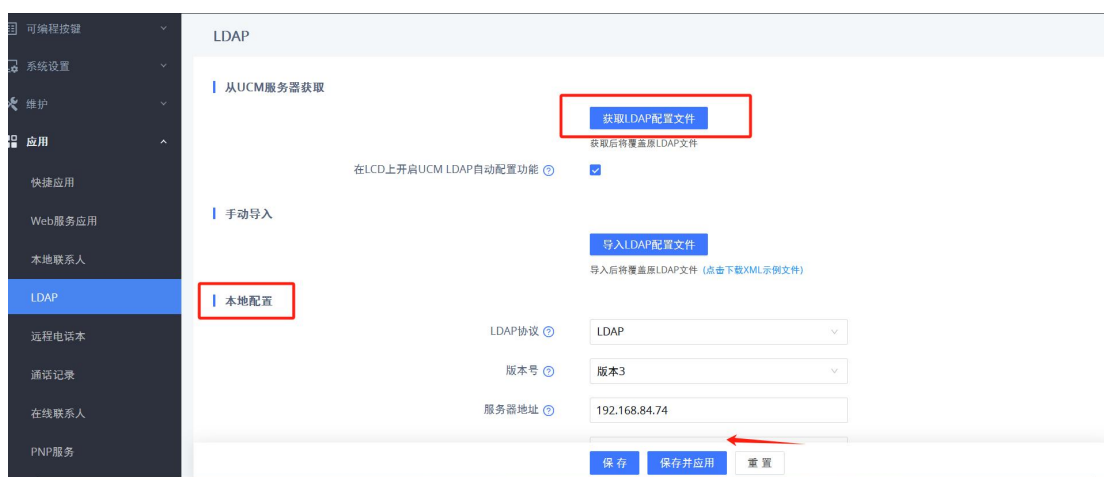 可编程按键
系统设置
维护
应用
快捷应用
Web服务应用
本地联系人
LDAP
远程电话本
通话记录
在线联系人
PNP服务
LDAP
从UCM服务器获取
获取LDAP配置文件
获取后将覆盖原LDAP文件
在LCD上开启UCM LDAP自动配置功能
手动导入
导入LDAP配置文件
导入后将覆盖原LDAP文件 (点击下载XML示例文件)
本地配置
LDAP协议 LDAP
版本号 版本3
服务器地址 192.168.84.74
保存 保存并应用 重置